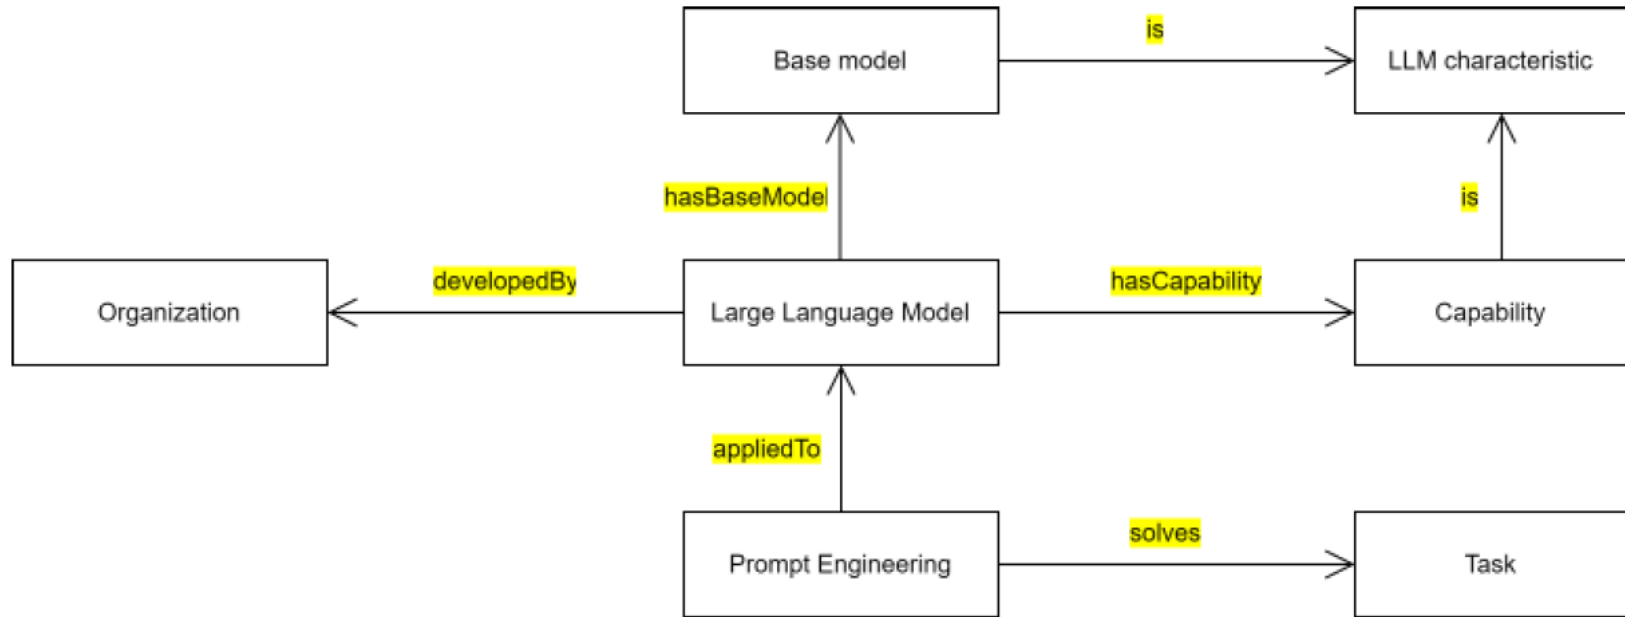 is
Base model
LLM characteristic
hasBaseModel
is
developedBy
hasCapability
Organization
Large Language Model
Capability
appliedTo
solves
Prompt Engineering
Task